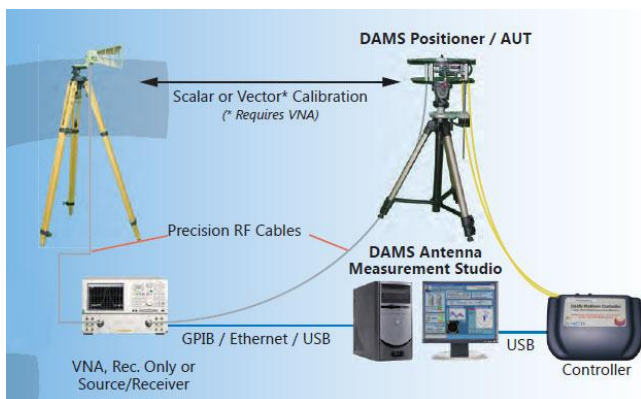 DAMS Positioner / AUT
Scalar or Vector* Calibration
(* Requires VNA)
Precision RF Cables
DAMS Antenna
Measurement Studio
GPIB / Ethernet / USB
USB
VNA, Rec. Only or
Source/Receiver
Controller